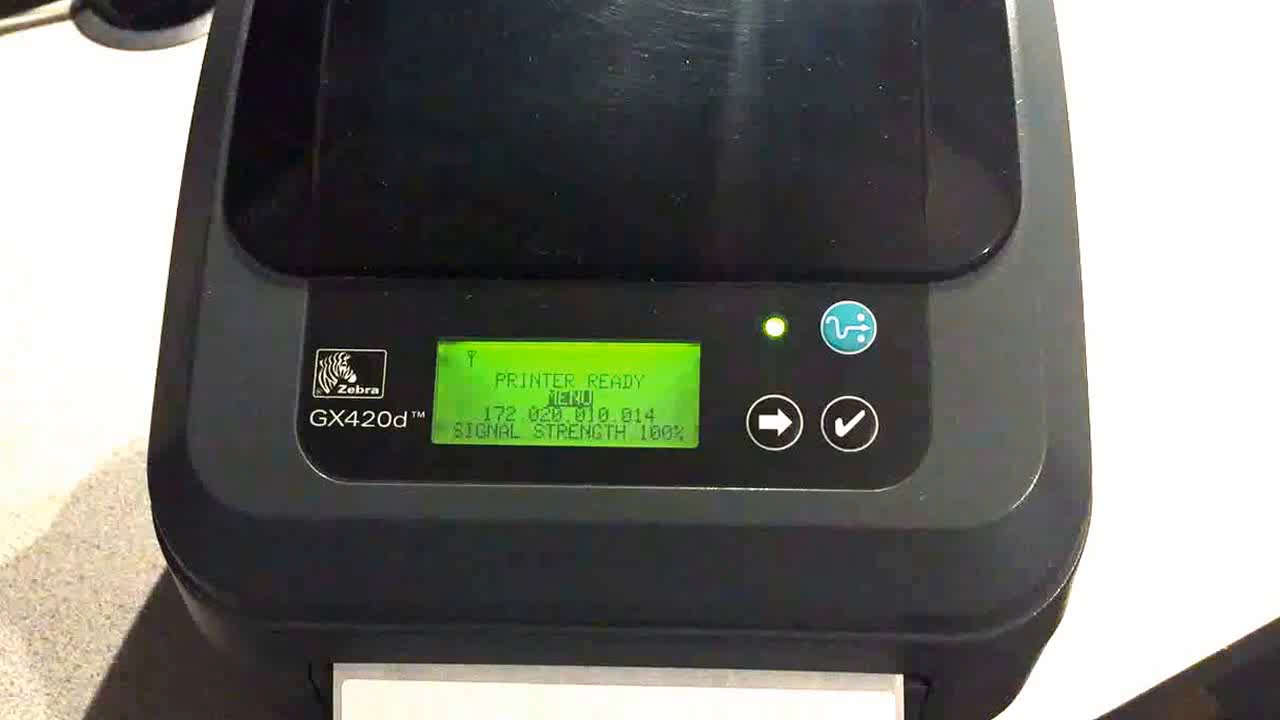 Zebra
GX420d™
PRINTER READY
MENU
172 020.010.014
SIGNAL STRENGTH 100%